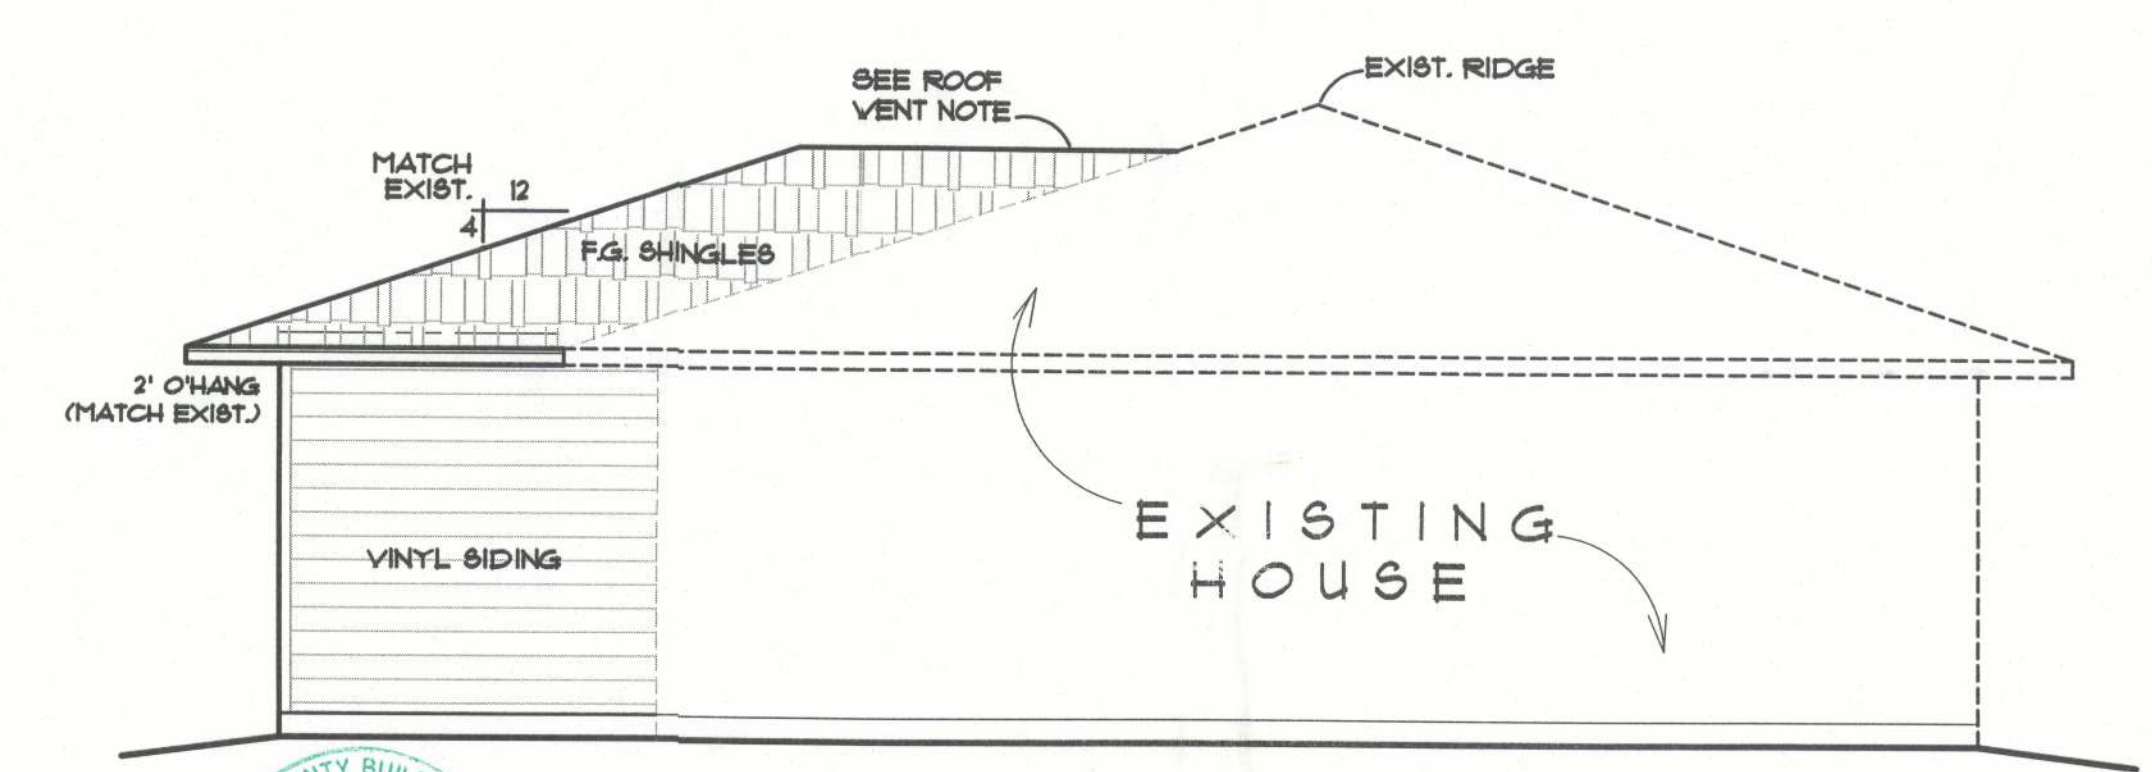 EXIST. RIDGE
SEE ROOF
VENT NOTE
MATCH
EXIST.
12
4
F.G. SHINGLES
2' O'HANG
(MATCH EXIST.)
EXISTING
HOUSE
VINYL SIDING